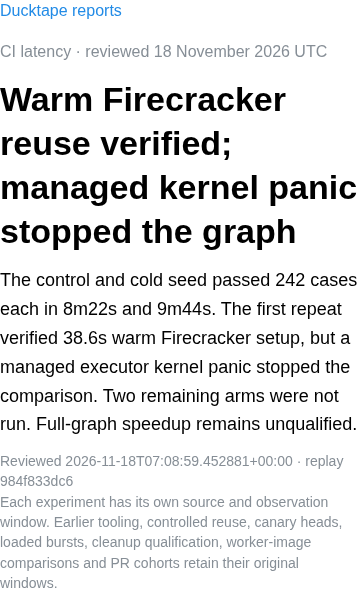 Ducktape reports
CI latency · reviewed 18 November 2026 UTC
Warm Firecracker
reuse verified;
managed kernel panic
stopped the graph
The control and cold seed passed 242 cases
each in 8m22s and 9m44s. The first repeat
verified 38.6s warm Firecracker setup, but a
managed executor kernel panic stopped the
comparison. Two remaining arms were not
run. Full-graph speedup remains unqualified.
Reviewed 2026-11-18T07:08:59.452881+00:00 · replay
984f833dc6
Each experiment has its own source and observation
window. Earlier tooling, controlled reuse, canary heads,
loaded bursts, cleanup qualification, worker-image
comparisons and PR cohorts retain their original
windows.